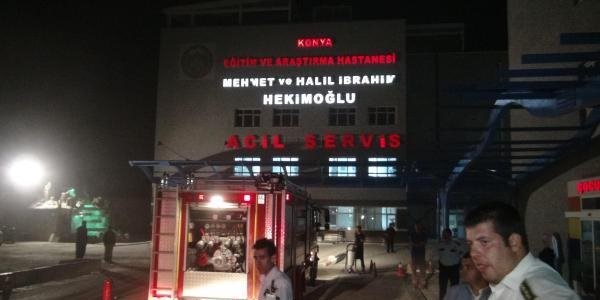 KONYA
EĞİTİM VE ARAŞTIRMA HASTANESİ
MEHMET ve HALİL İBRAHİM
HEKİMOĞLU
ACİL SERVİS